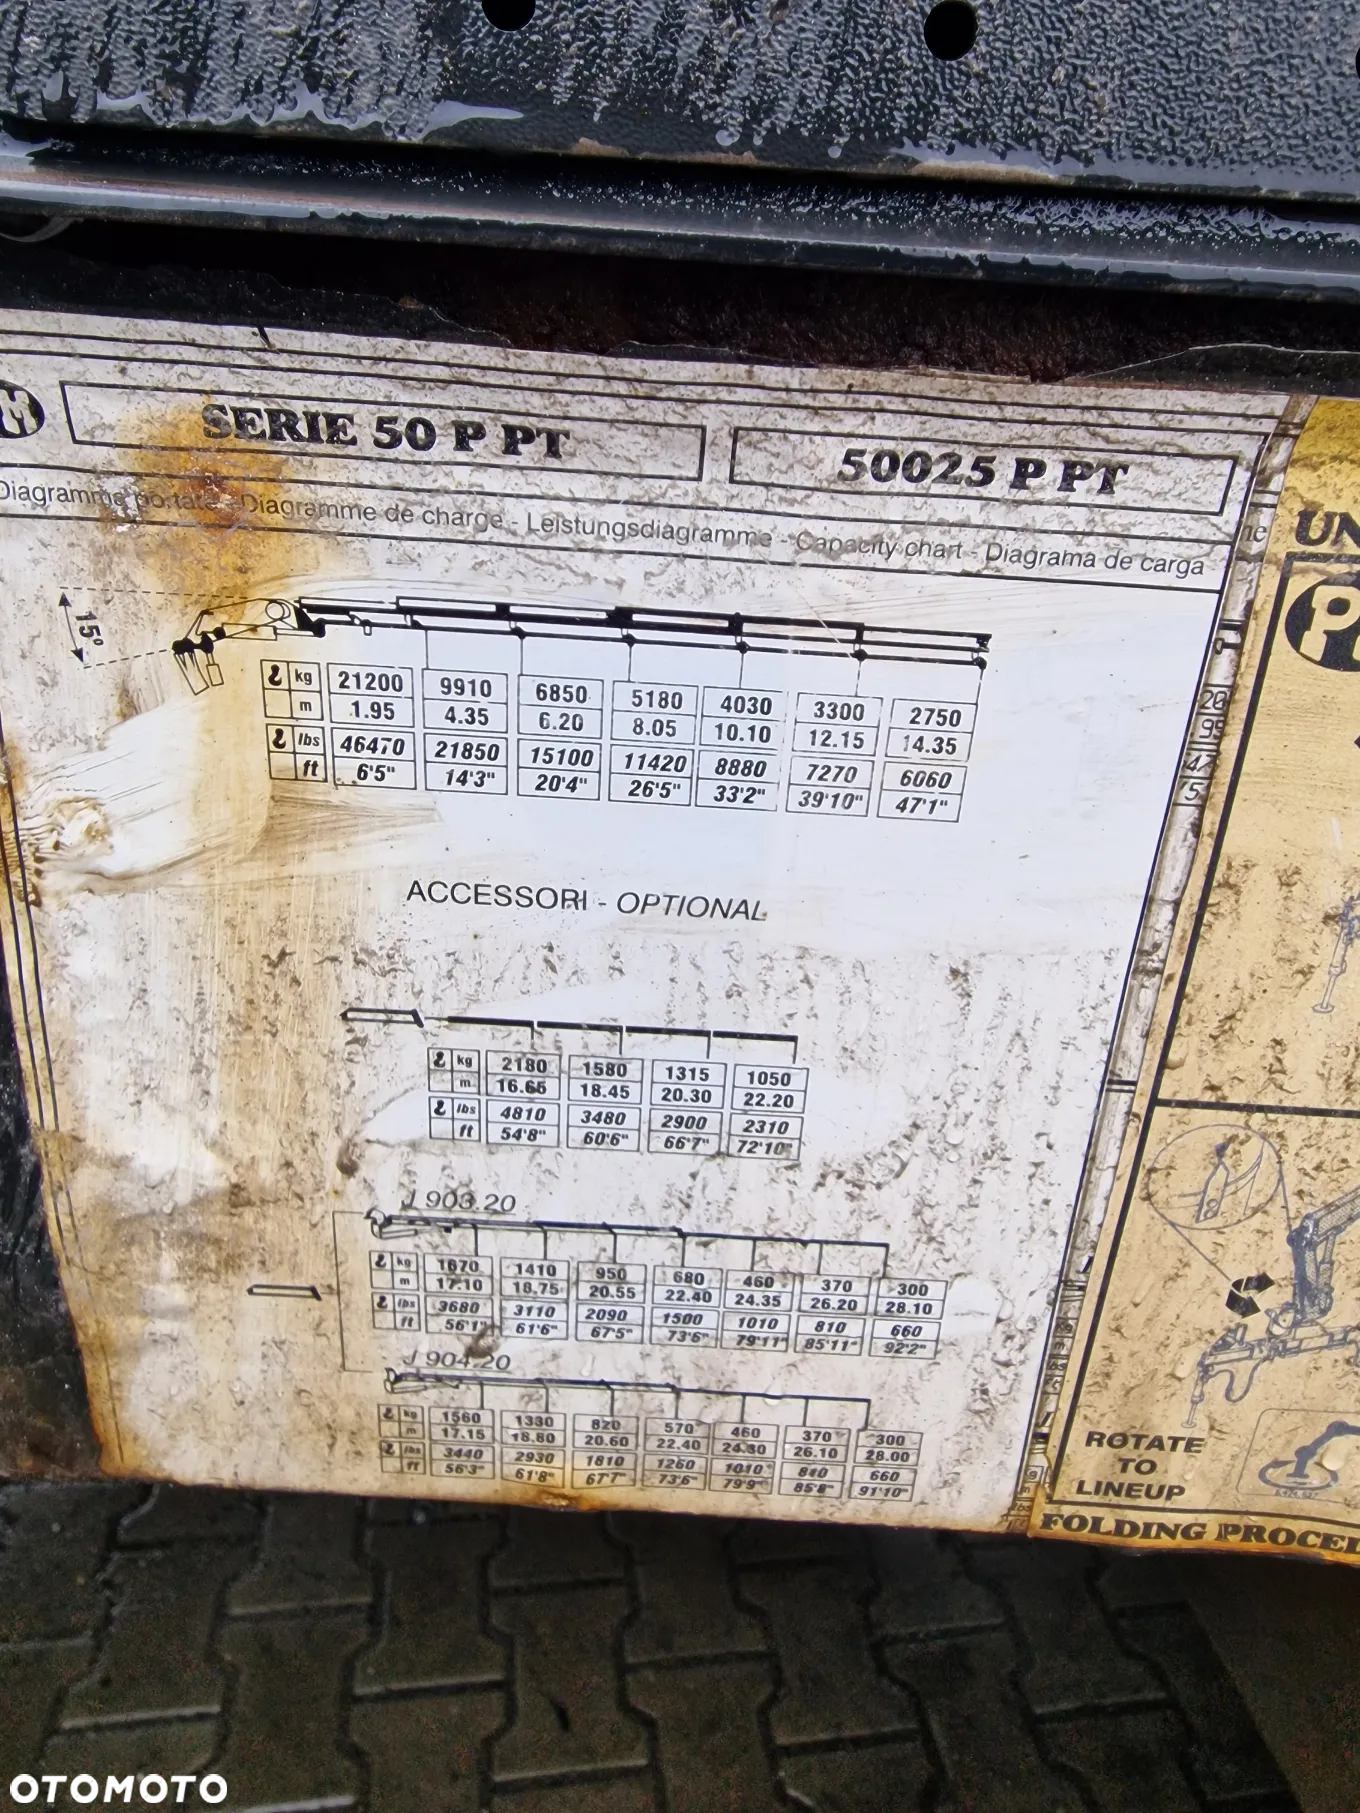 SERIE 50 P PT
50025 P PT
Diagramme portate - Diagramme de charge - Leistungsdiagramme - Capacity chart - Diagrama de carga
15°
kg 21200 9910 6850 5180 4030 3300 2750
m 1.95 4.35 6.20 8.05 10.10 12.15 14.35
lbs 46470 21850 15100 11420 8880 7270 6060
ft 6'5" 14'3" 20'4" 26'5" 33'2" 39'10" 47'1"
ACCESSORI - OPTIONAL
kg 2180 1580 1315 1050
m 16.65 18.45 20.30 22.20
lbs 4810 3480 2900 2310
ft 54'8" 60'6" 66'7" 72'10"
J 903.20
kg 1670 1410 950 680 460 370 300
m 17.10 18.75 20.55 22.40 24.35 26.20 28.10
lbs 3680 3110 2090 1500 1010 810 660
ft 56'1" 61'6" 67'5" 73'6" 79'11" 85'11" 92'2"
J 904.20
kg 1560 1330 820 570 460 370 300
m 17.15 18.80 20.60 22.40 24.30 26.10 28.00
lbs 3440 2930 1810 1260 1010 810 660
ft 56'3" 61'8" 67'7" 73'6" 79'9" 85'8" 91'10"
UN
ROTATE
TO
LINEUP
FOLDING PROCED
OTOMOTO